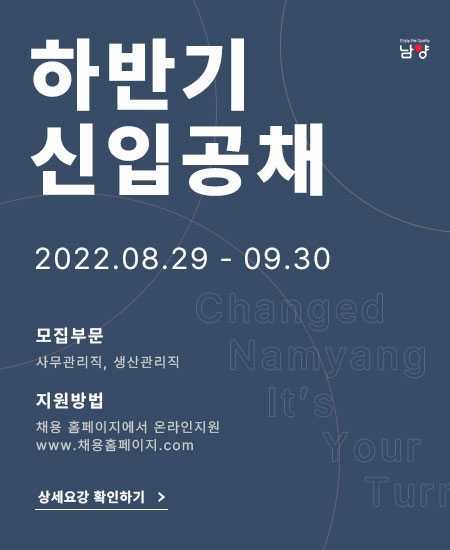 Enjoy the Quality
남양
하반기
신입공채
2022.08.29 - 09.30
Changed
Namyang
It's
Your
Turn
모집부문
사무관리직, 생산관리직
지원방법
채용 홈페이지에서 온라인지원
www.채용홈페이지.com
상세요강 확인하기 >